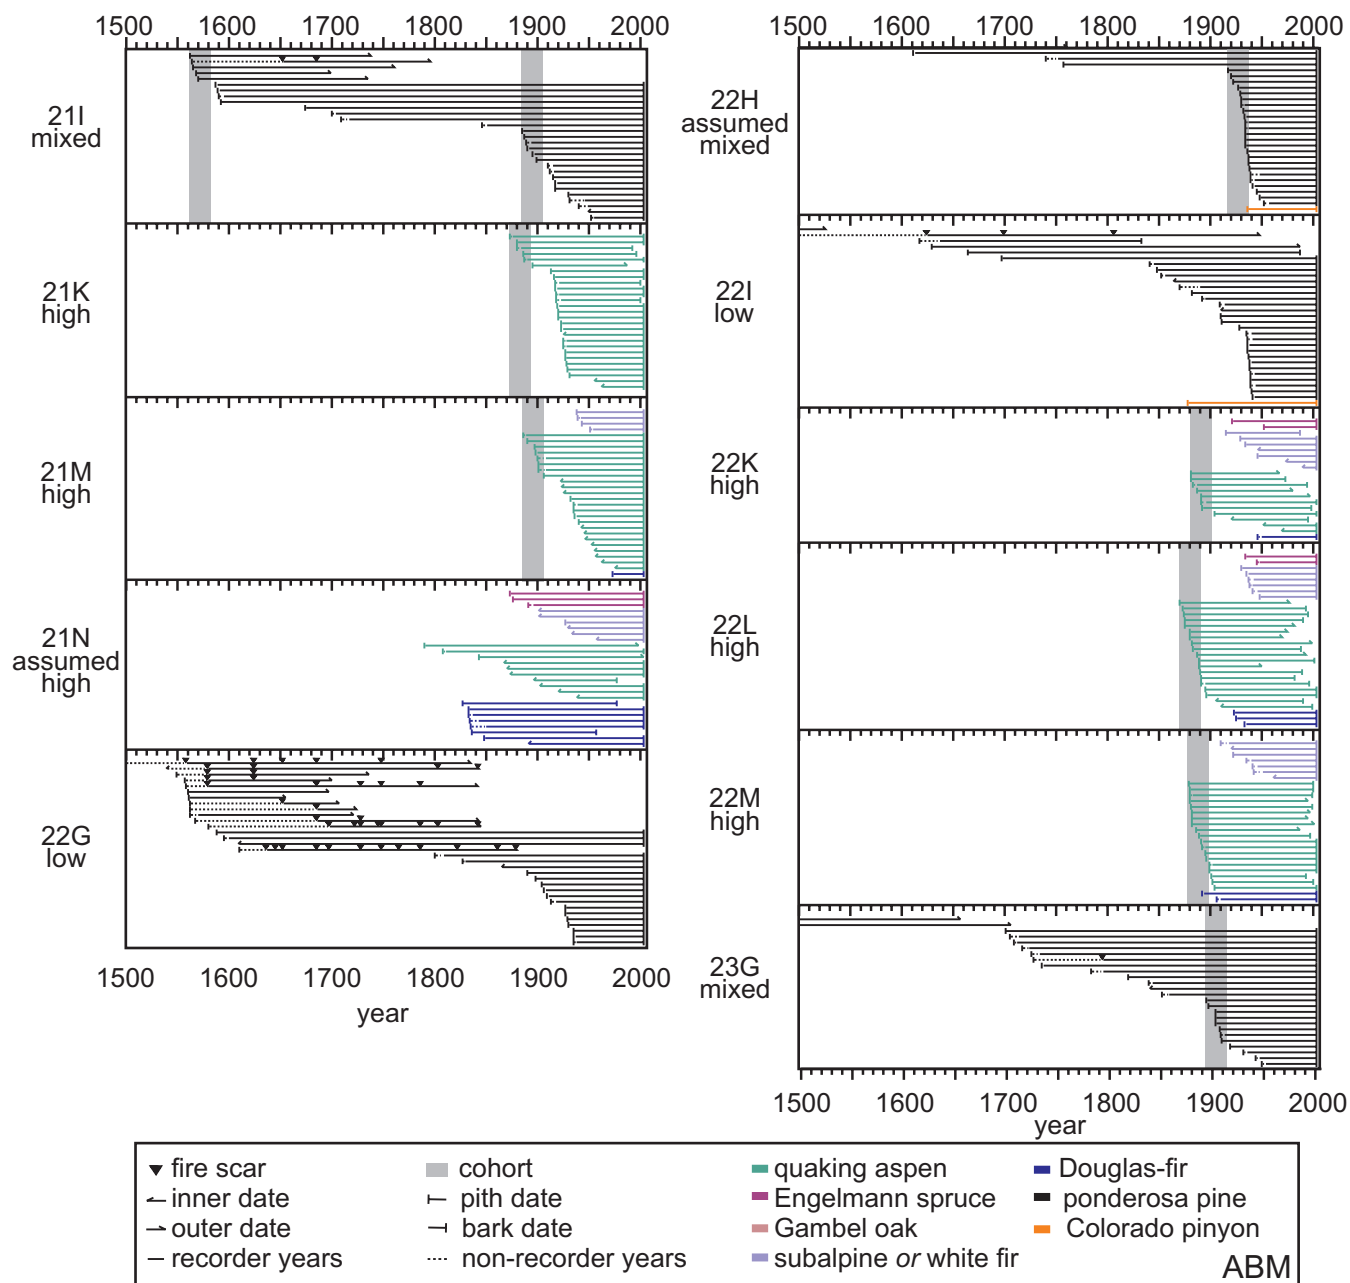 1500 1600 1700 1800 1900 2000
21I
mixed
21K
high
21M
high
21N
assumed
high
22G
low
1500 1600 1700 1800 1900 2000
year
1500 1600 1700 1800 1900 2000
22H
assumed
mixed
22I
low
22K
high
22L
high
22M
high
23G
mixed
1500 1600 1700 1800 1900 2000
year
fire scar
inner date
outer date
recorder years
cohort
pith date
bark date
non-recorder years
quaking aspen
Engelmann spruce
Gambel oak
subalpine or white fir
Douglas-fir
ponderosa pine
Colorado pinyon
ABM